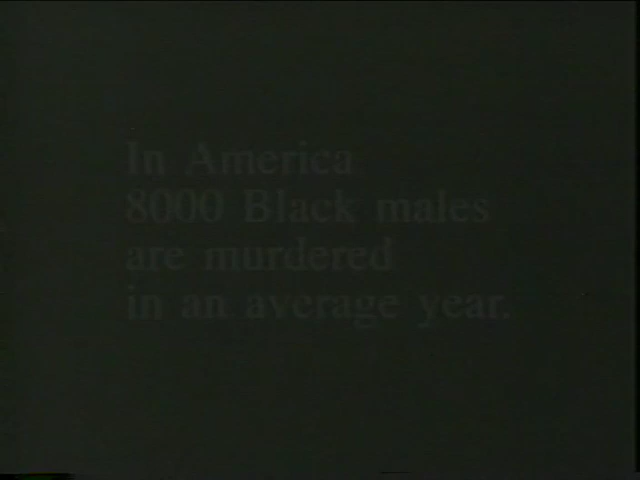 In America
8000 Black males
are murdered
in an average year.